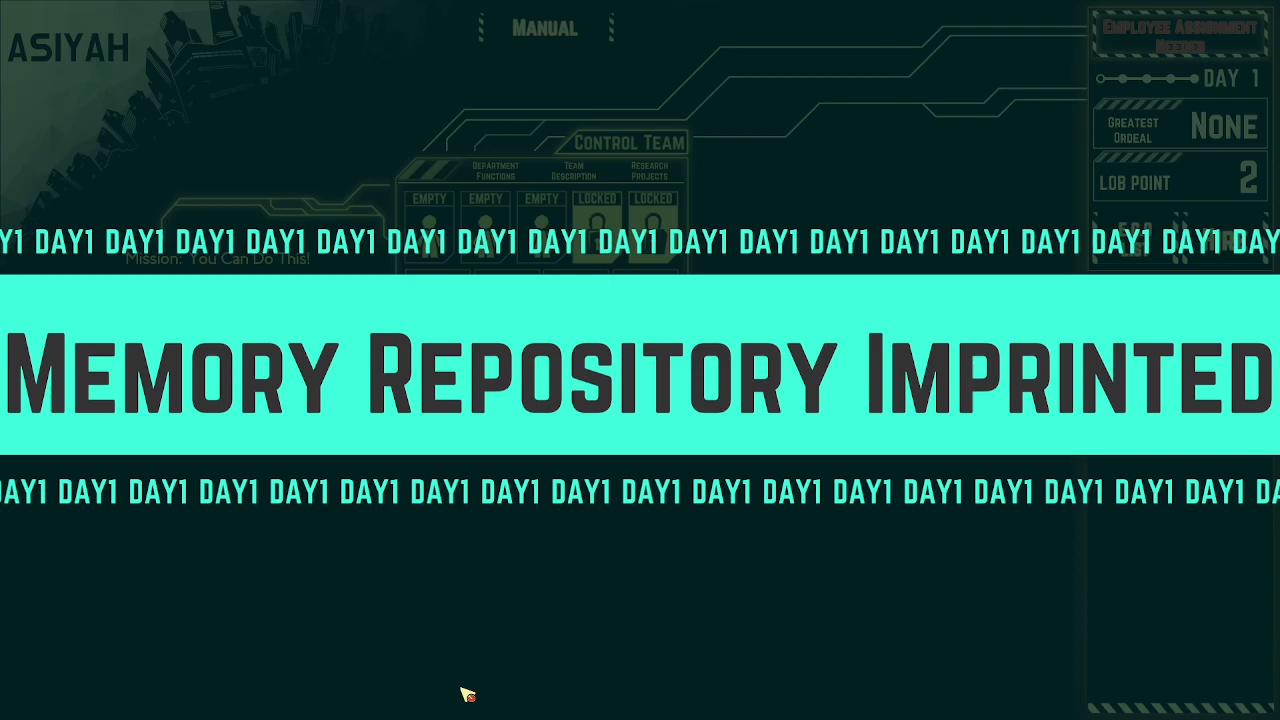 ASIYAH
MANUAL
EMPLOYEE ASSIGNMENT
NEEDED
DAY 1
GREATEST
ORDEAL
NONE
LOB POINT
2
CONTROL TEAM
DEPARTMENT
FUNCTIONS
TEAM
DESCRIPTION
RESEARCH
PROJECTS
EMPTY EMPTY EMPTY LOCKED LOCKED
Y1 DAY1 DAY1 DAY1 DAY1 DAY1 DAY1 DAY1 DAY1 DAY1 DAY1 DAY1 DAY1 DAY1 DAY1 DAY1 DAY1 DAY1 DAY
Mission: You Can Do This!
MEMORY REPOSITORY IMPRINTED
DAY1 DAY1 DAY1 DAY1 DAY1 DAY1 DAY1 DAY1 DAY1 DAY1 DAY1 DAY1 DAY1 DAY1 DAY1 DAY1 DAY1 DAY1 DA